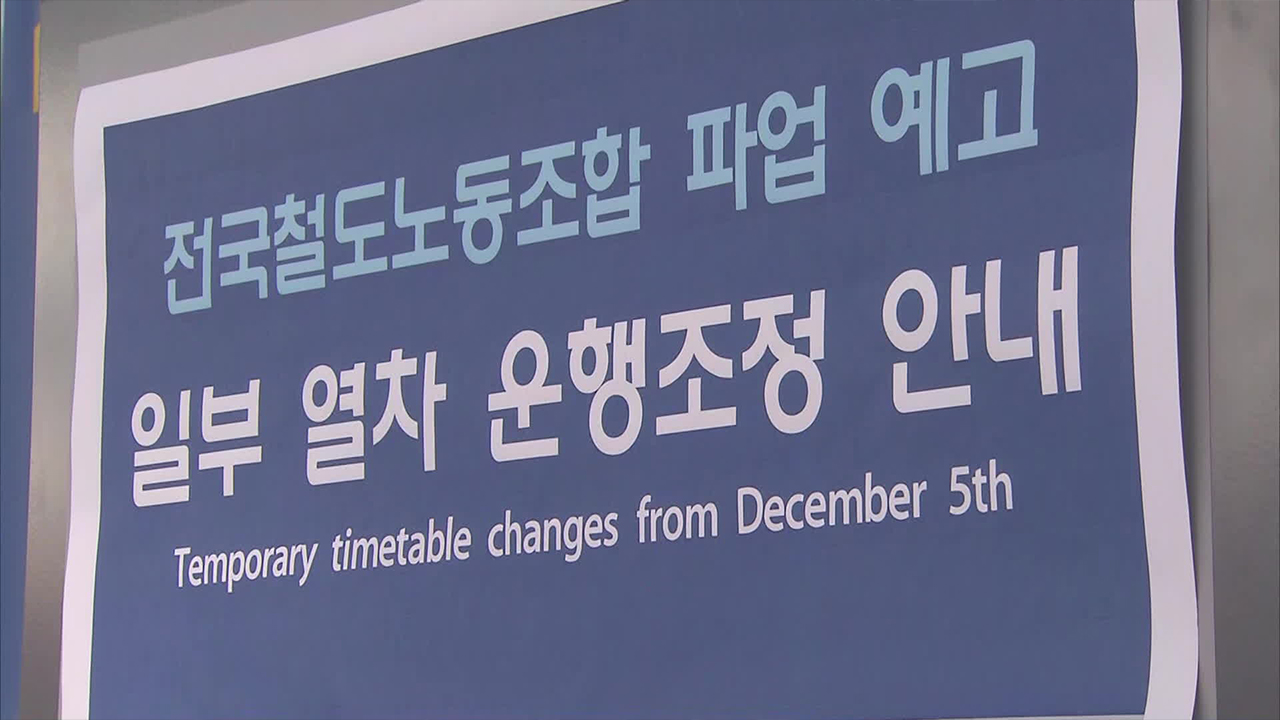 전국철도노동조합 파업 예고
일부 열차 운행조정 안내
Temporary timetable changes from December 5th